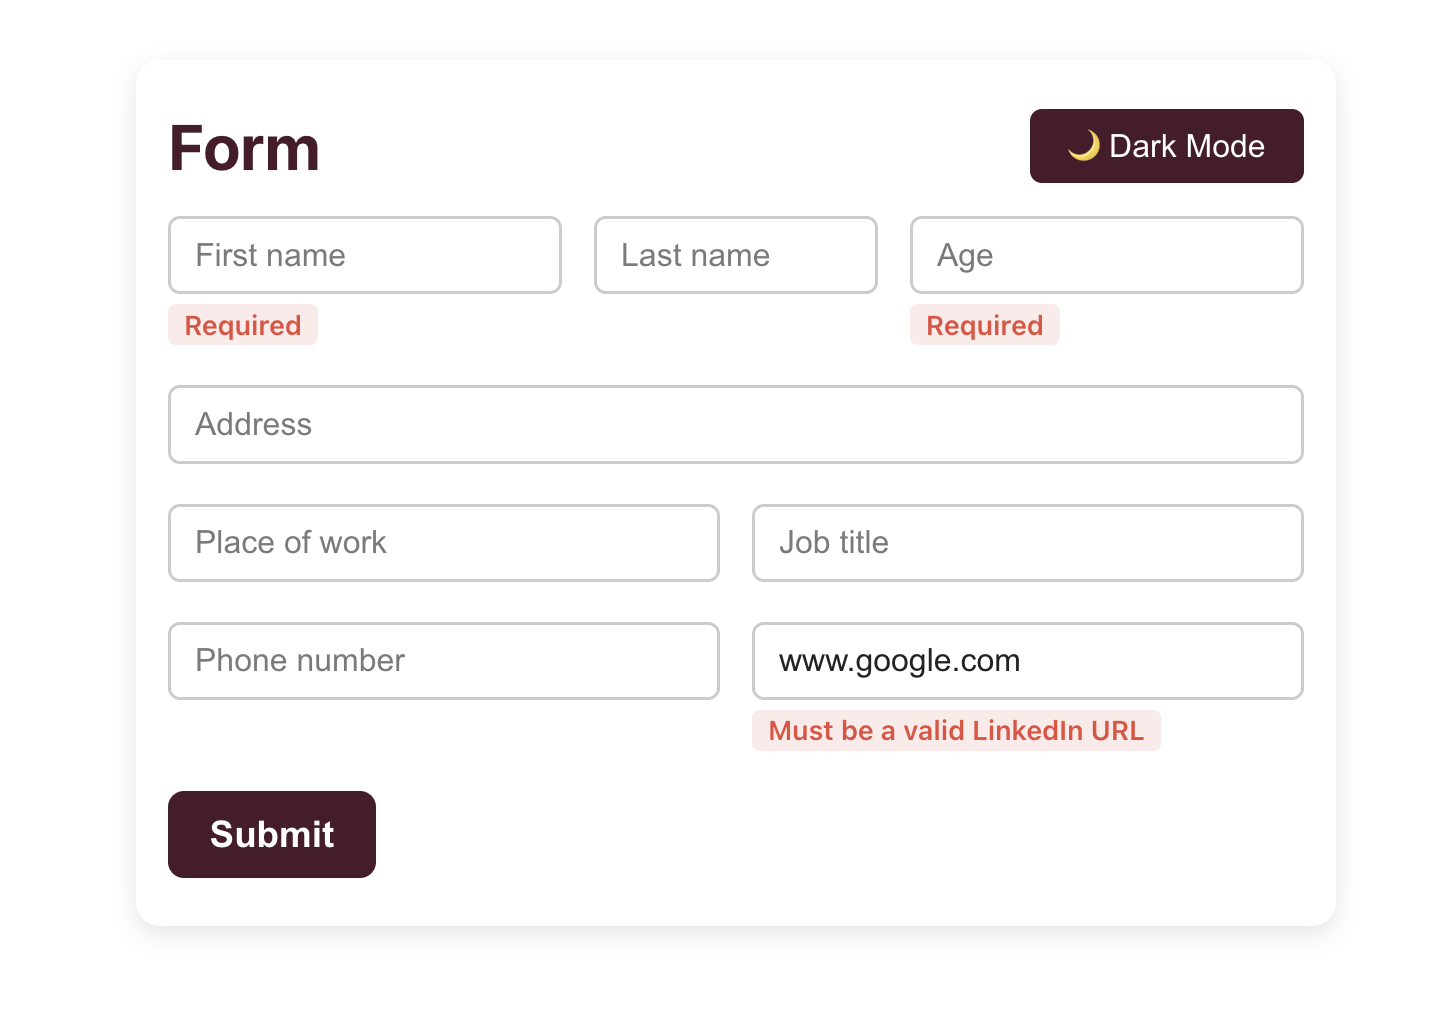 Form
🌙 Dark Mode
First name
Last name
Age
Required
Required
Address
Place of work
Job title
Phone number
www.google.com
Must be a valid LinkedIn URL
Submit